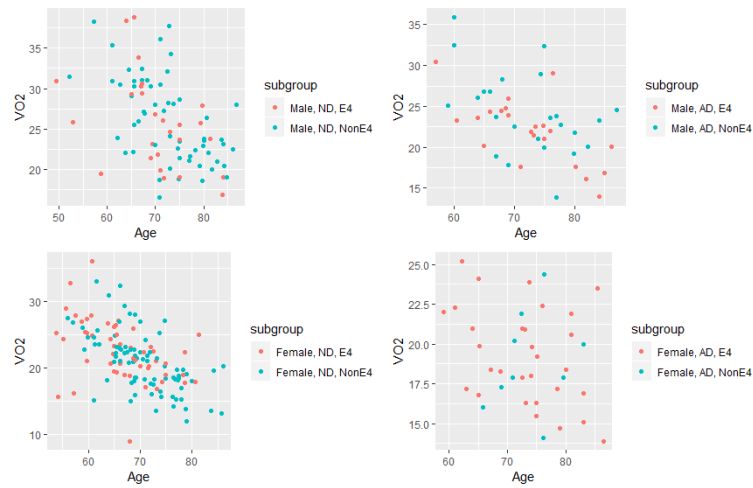 35
30
25
20
VO2
50
60
70
80
Age
subgroup
Male, ND, E4
Male, ND, NonE4
35
30
25
20
15
VO2
60
70
80
Age
subgroup
Male, AD, E4
Male, AD, NonE4
30
20
10
VO2
60
70
80
Age
subgroup
Female, ND, E4
Female, ND, NonE4
25.0
22.5
20.0
17.5
15.0
VO2
60
70
80
Age
subgroup
Female, AD, E4
Female, AD, NonE4